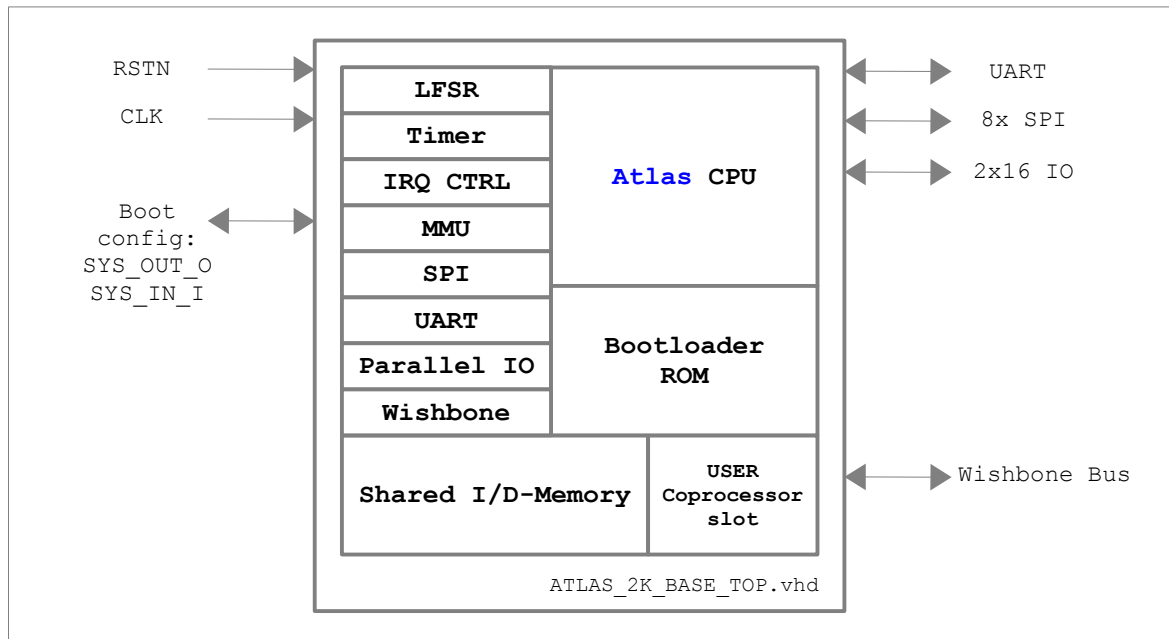 RSTN
CLK
Boot
config:
SYS_OUT_O
SYS_IN_I
LFSR
Timer
IRQ CTRL
MMU
SPI
UART
Parallel IO
Wishbone
Atlas CPU
Bootloader
ROM
Shared I/D-Memory
USER
Coprocessor
slot
ATLAS_2K_BASE_TOP.vhd
UART
8x SPI
2x16 IO
Wishbone Bus